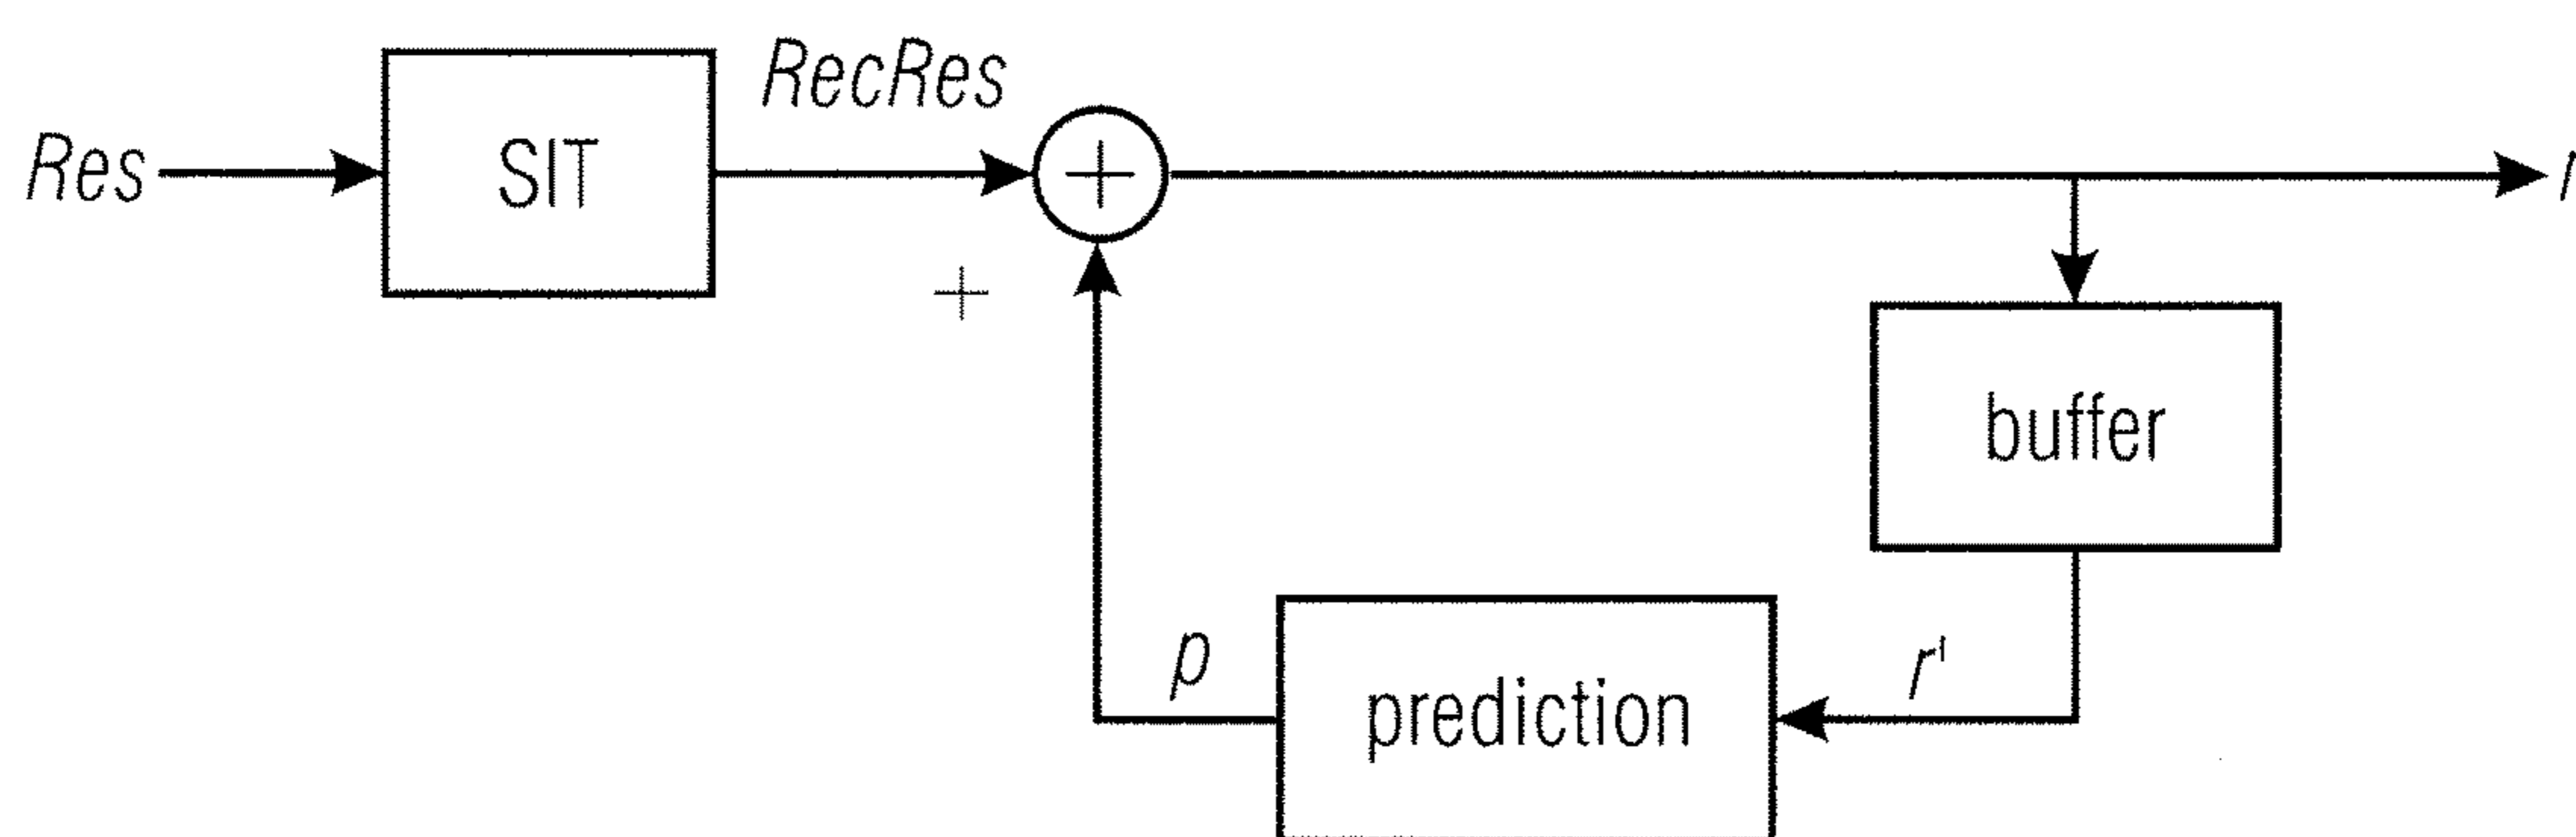 RecRes
Res
SIT
+
+
buffer
p
prediction
r'